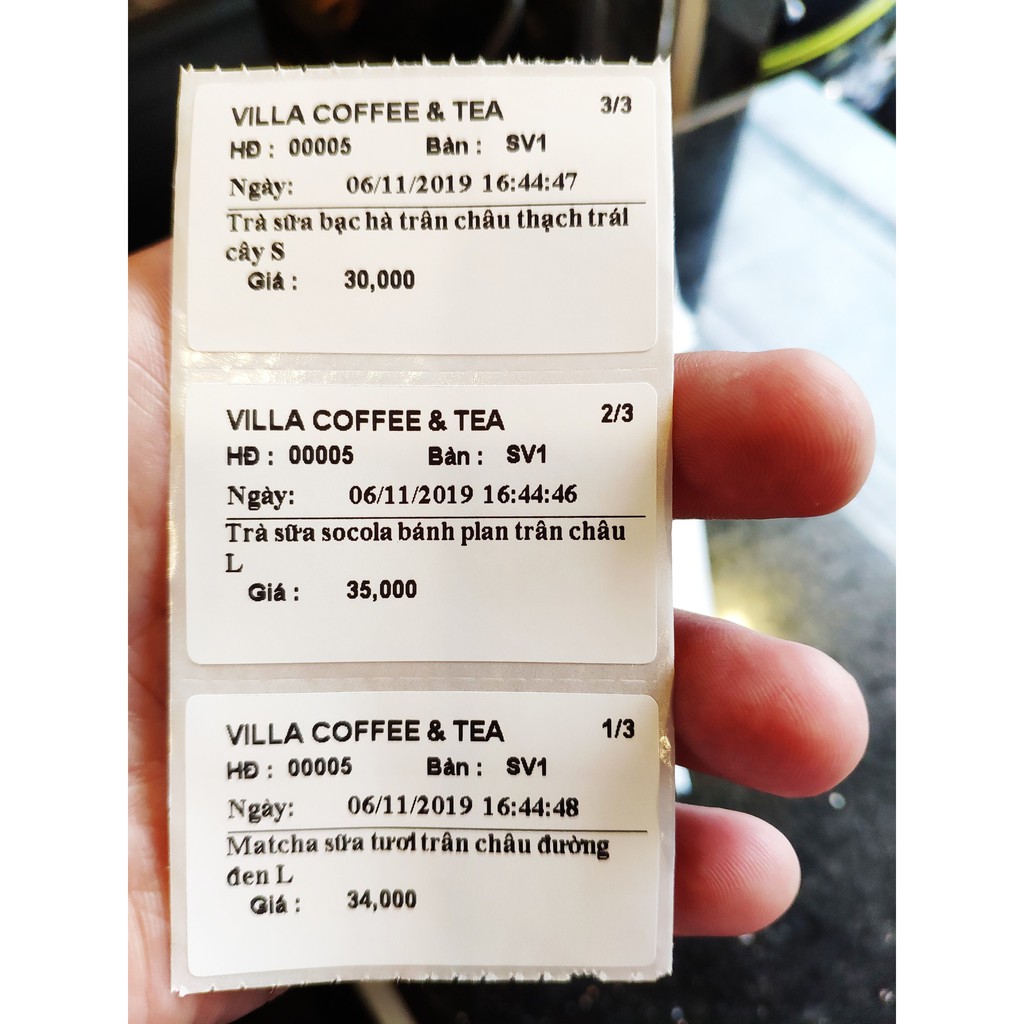 VILLA COFFEE & TEA 3/3
HĐ : 00005 Bàn : SV1
Ngày: 06/11/2019 16:44:47
Trà sữa bạc hà trân châu thạch trái
cây S
Giá : 30,000
VILLA COFFEE & TEA 2/3
HĐ : 00005 Bàn : SV1
Ngày: 06/11/2019 16:44:46
Trà sữa socola bánh plan trân châu
L
Giá : 35,000
VILLA COFFEE & TEA 1/3
HĐ : 00005 Bàn : SV1
Ngày: 06/11/2019 16:44:48
Matcha sữa tươi trân châu đường
đen L
Giá : 34,000